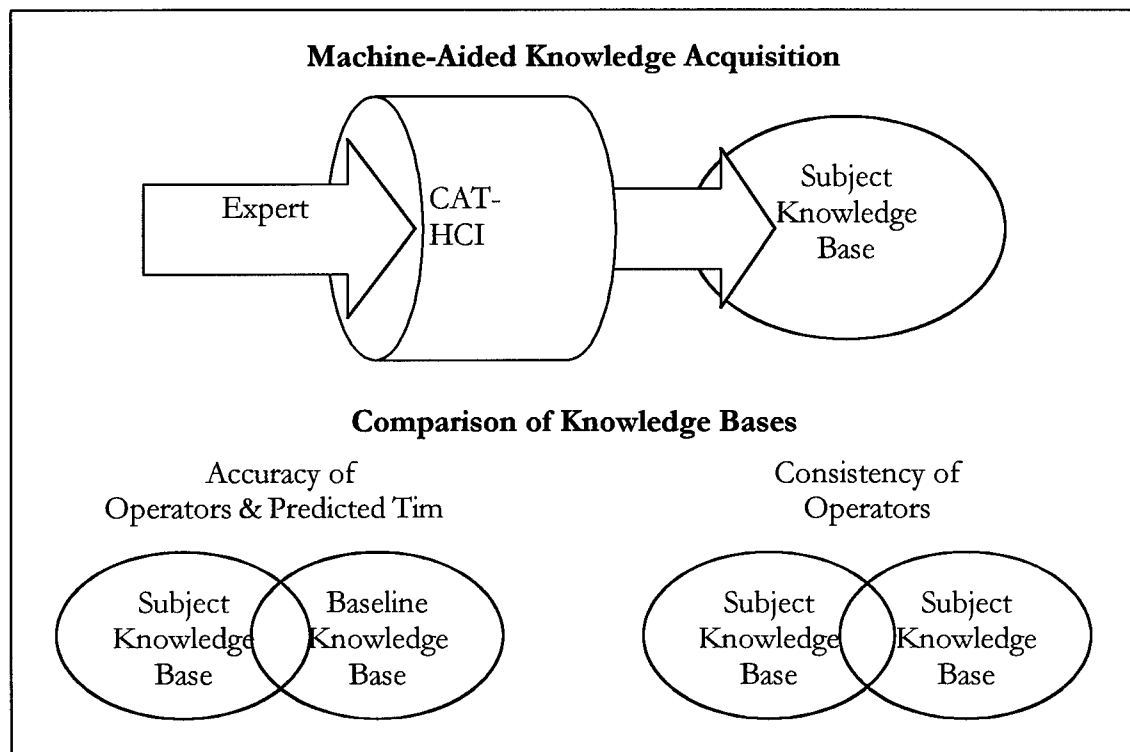 Machine-Aided Knowledge Acquisition
Expert
CAT-
HCI
Subject
Knowledge
Base
Comparison of Knowledge Bases
Accuracy of
Operators & Predicted Tim
Consistency of
Operators
Subject
Knowledge
Base
Baseline
Knowledge
Base
Subject
Knowledge
Base
Subject
Knowledge
Base